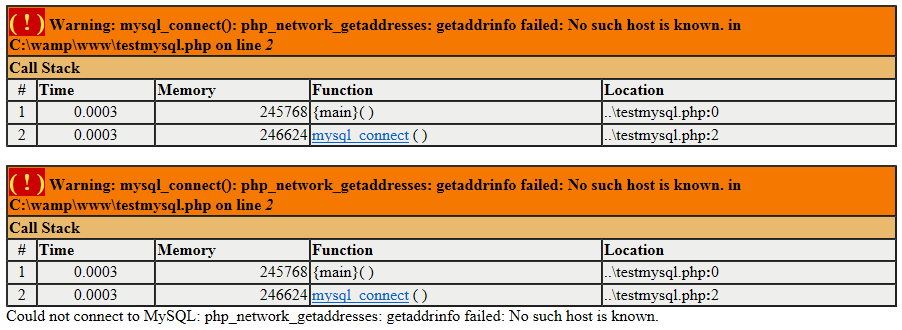 ( ! ) Warning: mysql_connect(): php_network_getaddresses: getaddrinfo failed: No such host is known. in
C:\wamp\www\testmysql.php on line 2
Call Stack
# Time Memory Function Location
1 0.0003 245768 {main}( ) ..\testmysql.php:0
2 0.0003 246624 mysql_connect ( ) ..\testmysql.php:2
( ! ) Warning: mysql_connect(): php_network_getaddresses: getaddrinfo failed: No such host is known. in
C:\wamp\www\testmysql.php on line 2
Call Stack
# Time Memory Function Location
1 0.0003 245768 {main}( ) ..\testmysql.php:0
2 0.0003 246624 mysql_connect ( ) ..\testmysql.php:2
Could not connect to MySQL: php_network_getaddresses: getaddrinfo failed: No such host is known.